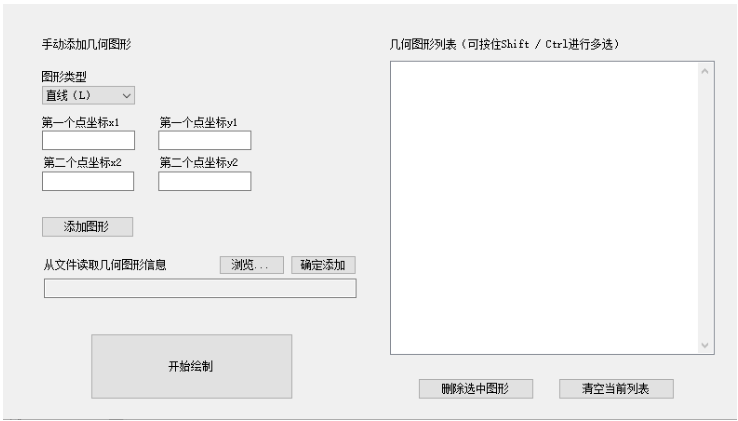 手动添加几何图形
图形类型
直线（L）
第一个点坐标x1
第一个点坐标y1
第二个点坐标x2
第二个点坐标y2
添加图形
从文件读取几何图形信息
浏览...
确定添加
开始绘制
几何图形列表（可按住Shift / Ctrl进行多选）
删除选中图形
清空当前列表